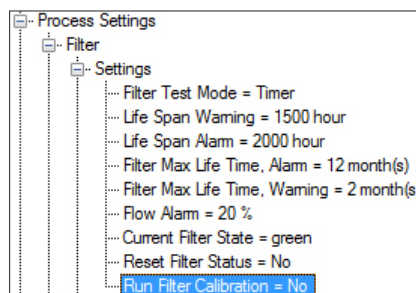 Process Settings
Filter
Settings
Filter Test Mode = Timer
Life Span Warning = 1500 hour
Life Span Alarm = 2000 hour
Filter Max Life Time, Alarm = 12 month(s)
Filter Max Life Time, Warning = 2 month(s
Flow Alarm = 20 %
Current Filter State = green
Reset Filter Status = No
Run Filter Calibration = No